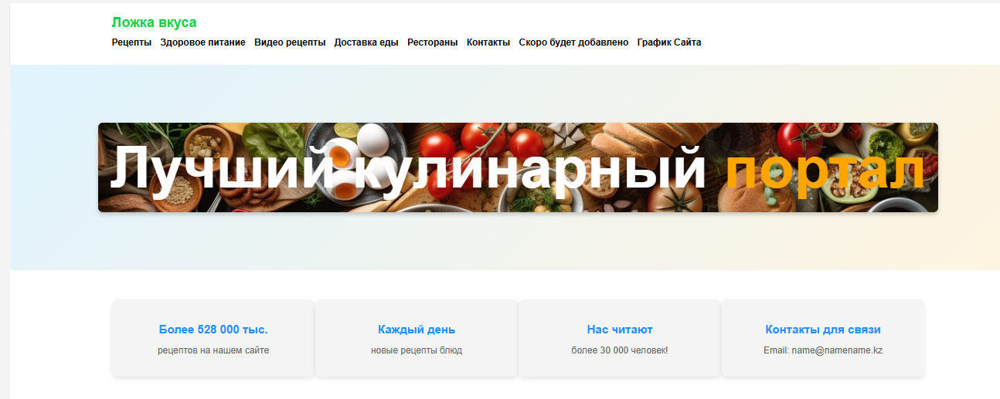 Ложка вкуса
Рецепты Здоровое питание Видео рецепты Доставка еды Рестораны Контакты Скоро будет добавлено График Сайта
Лучший кулинарный портал
Более 528 000 тыс.
рецептов на нашем сайте
Каждый день
новые рецепты блюд
Нас читают
более 30 000 человек!
Контакты для связи
Email: name@namename.kz